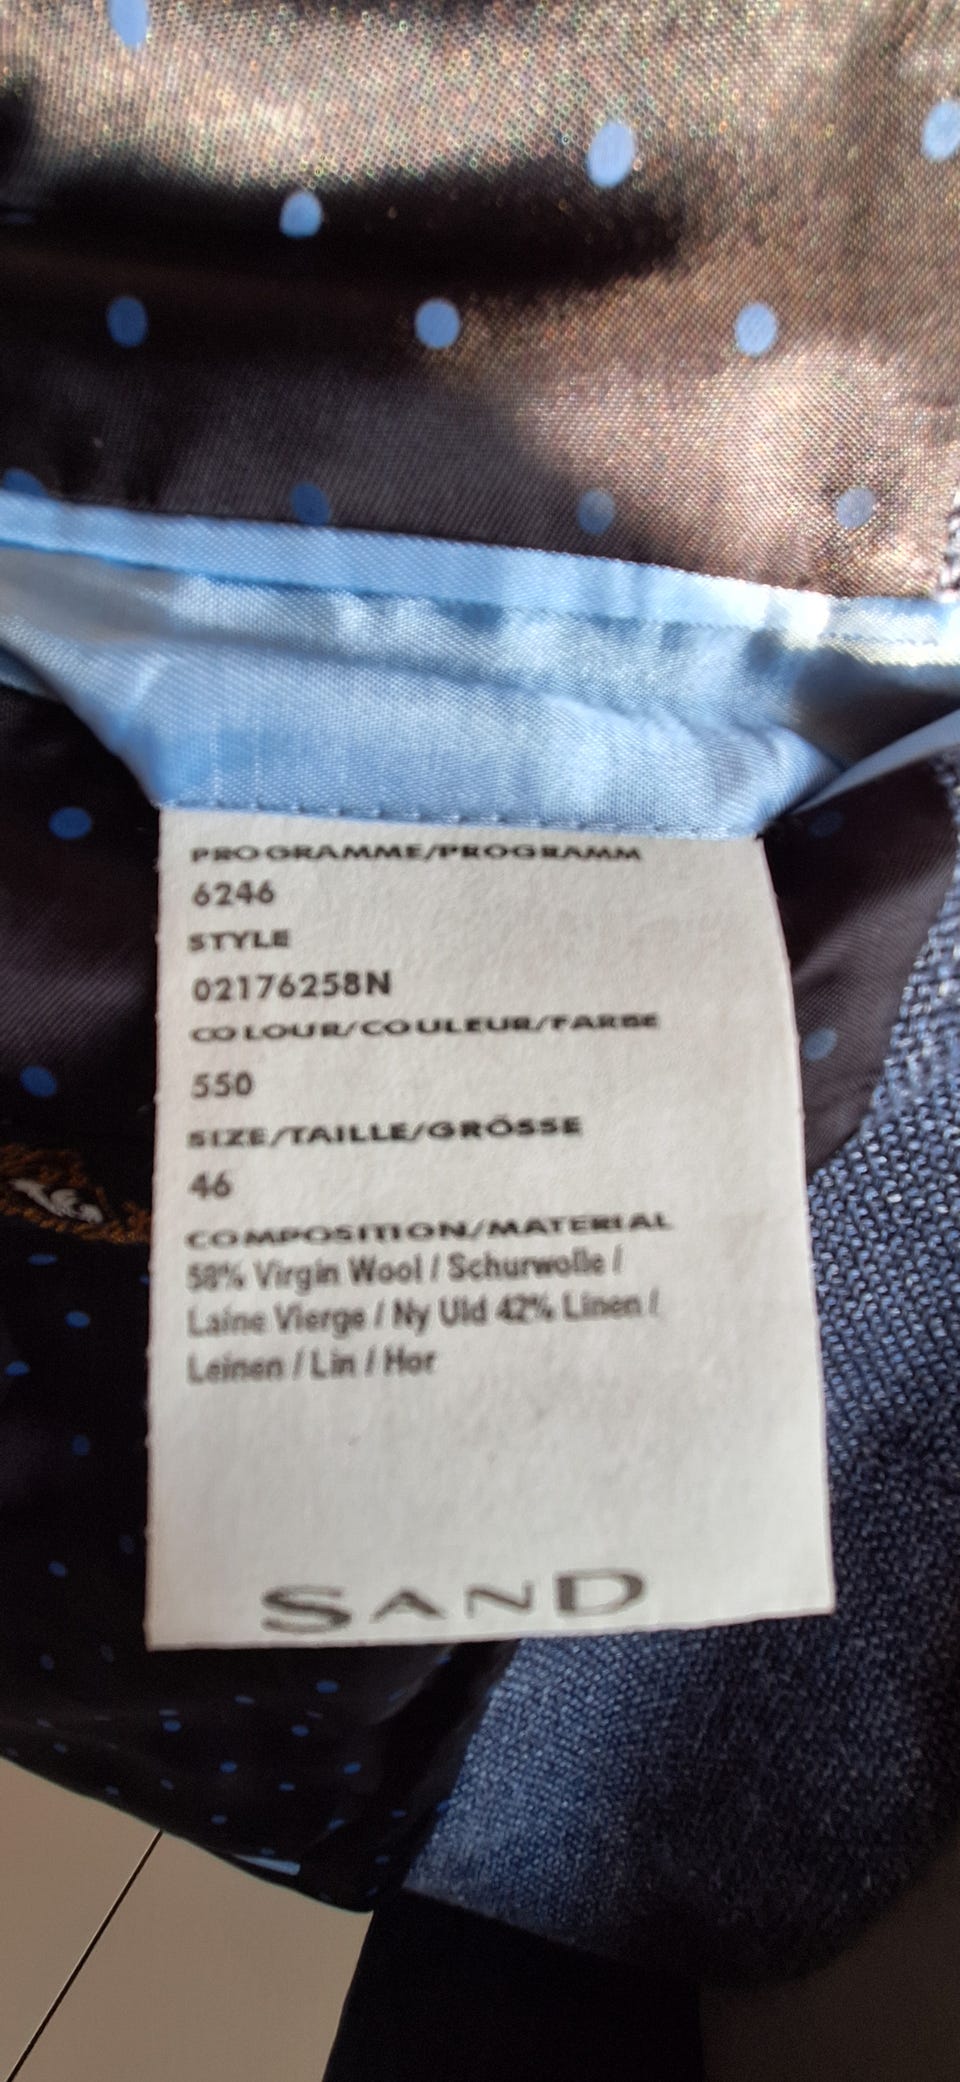 PROGRAMME/PROGRAMM
6246
STYLE
02176258N
COLOUR/COULEUR/FARBE
550
SIZE/TAILLE/GRÖSSE
46
COMPOSITION/MATERIAL
58% Virgin Wool / Schurwolle /
Laine Vierge / Ny Uld 42% Linen /
Leinen / Lin / Hor
SAND